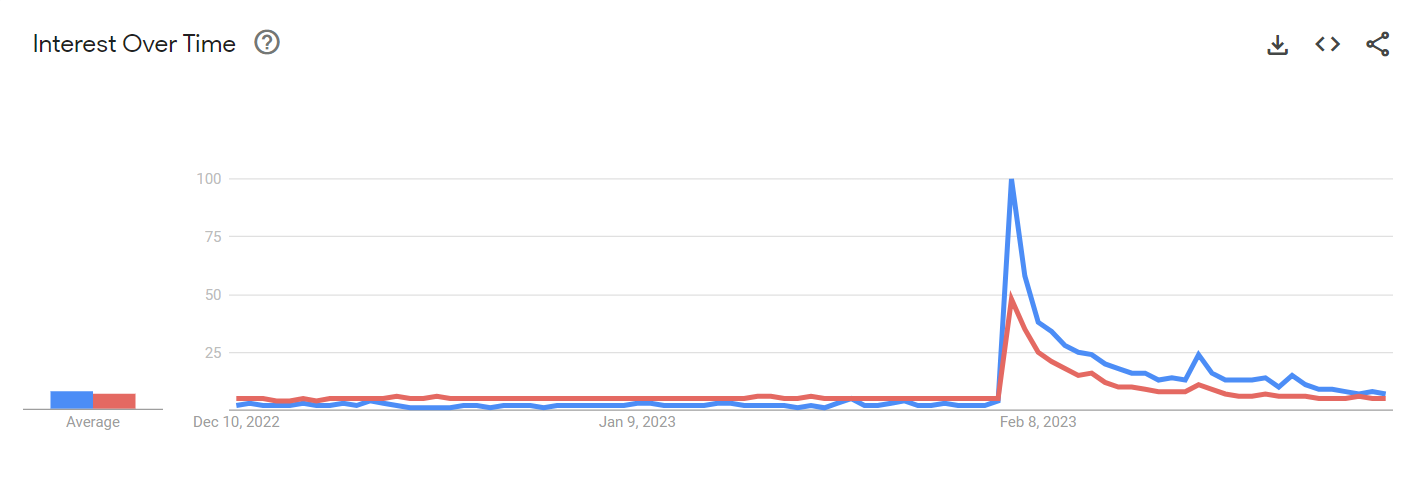 Interest Over Time
100
75
50
25
Average
Dec 10, 2022
Jan 9, 2023
Feb 8, 2023